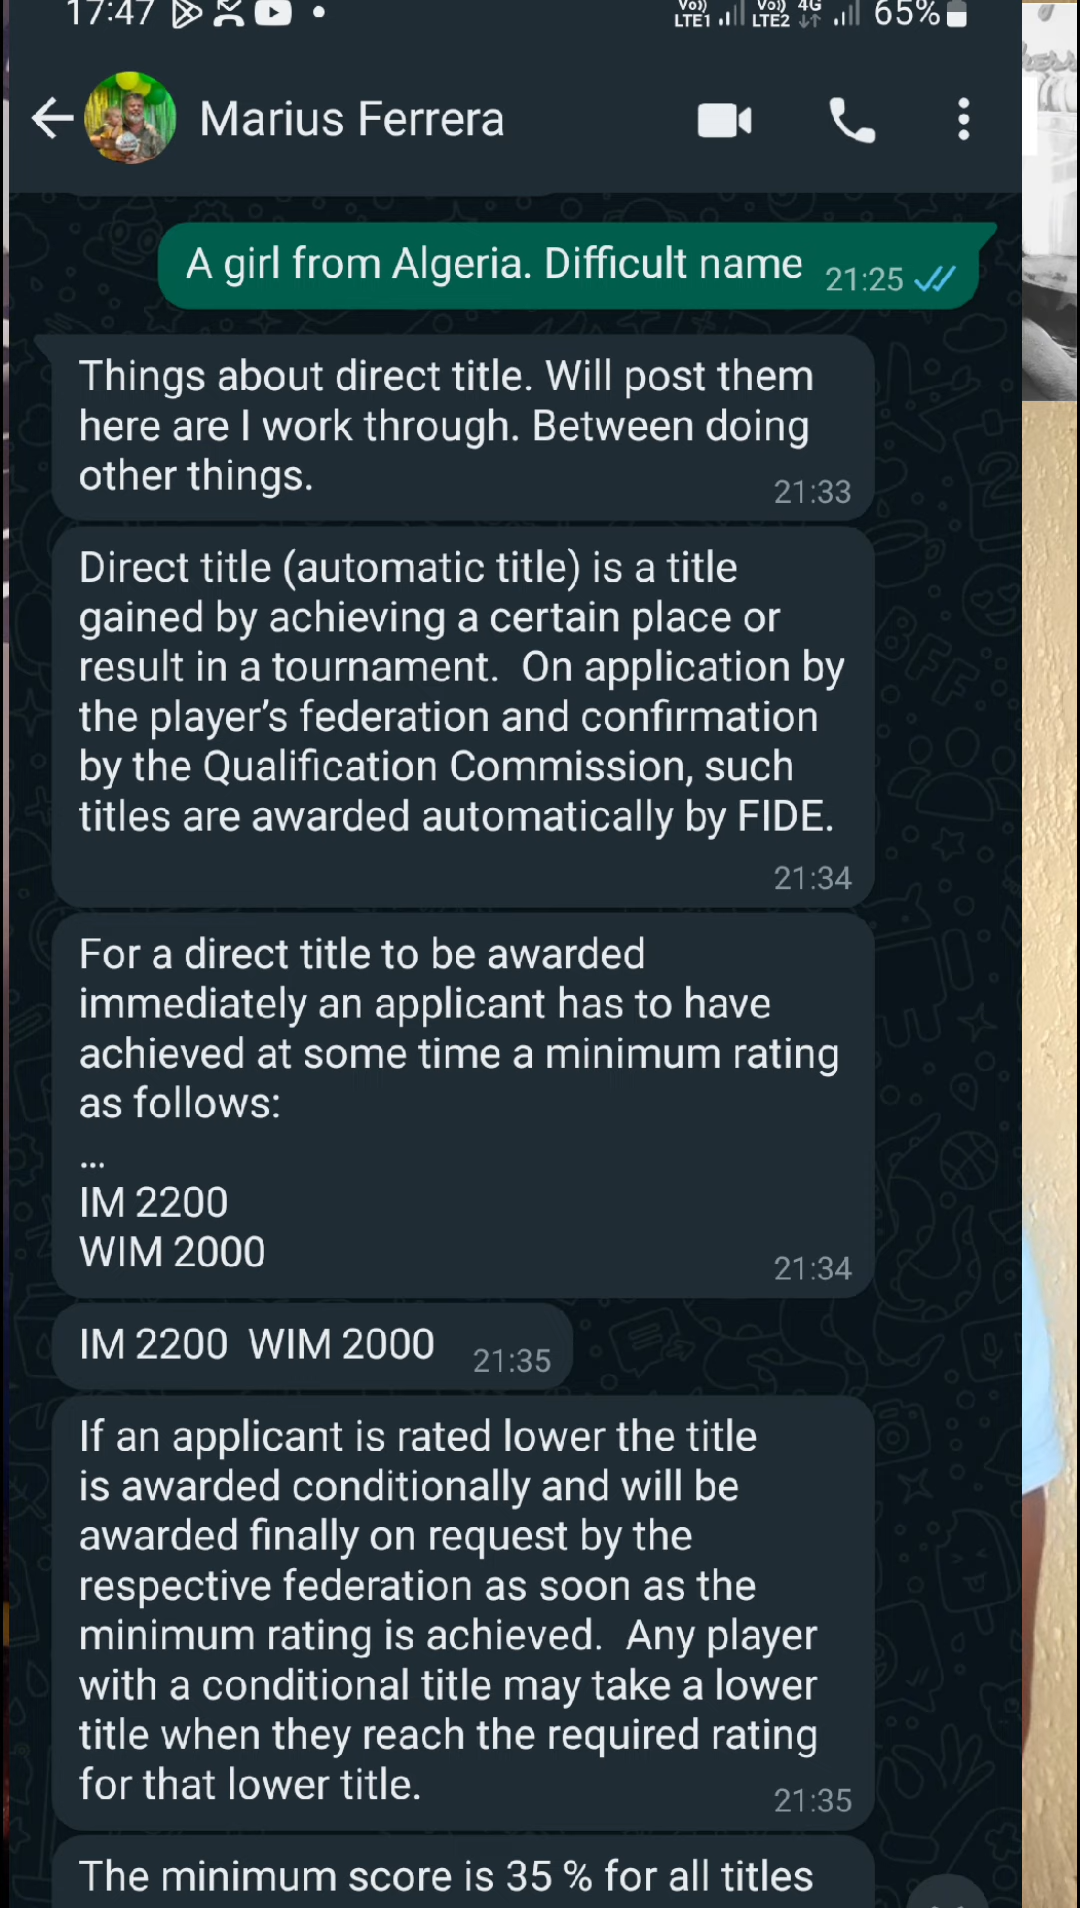 17:47
Vo)) LTE1 Vo)) LTE2 4G 65%
Marius Ferrera
A girl from Algeria. Difficult name 21:25
Things about direct title. Will post them
here are I work through. Between doing
other things.
21:33
Direct title (automatic title) is a title
gained by achieving a certain place or
result in a tournament.  On application by
the player’s federation and confirmation
by the Qualification Commission, such
titles are awarded automatically by FIDE.
21:34
For a direct title to be awarded
immediately an applicant has to have
achieved at some time a minimum rating
as follows:
...
IM 2200
WIM 2000
21:34
IM 2200  WIM 2000 21:35
If an applicant is rated lower the title
is awarded conditionally and will be
awarded finally on request by the
respective federation as soon as the
minimum rating is achieved.  Any player
with a conditional title may take a lower
title when they reach the required rating
for that lower title.
21:35
The minimum score is 35 % for all titles